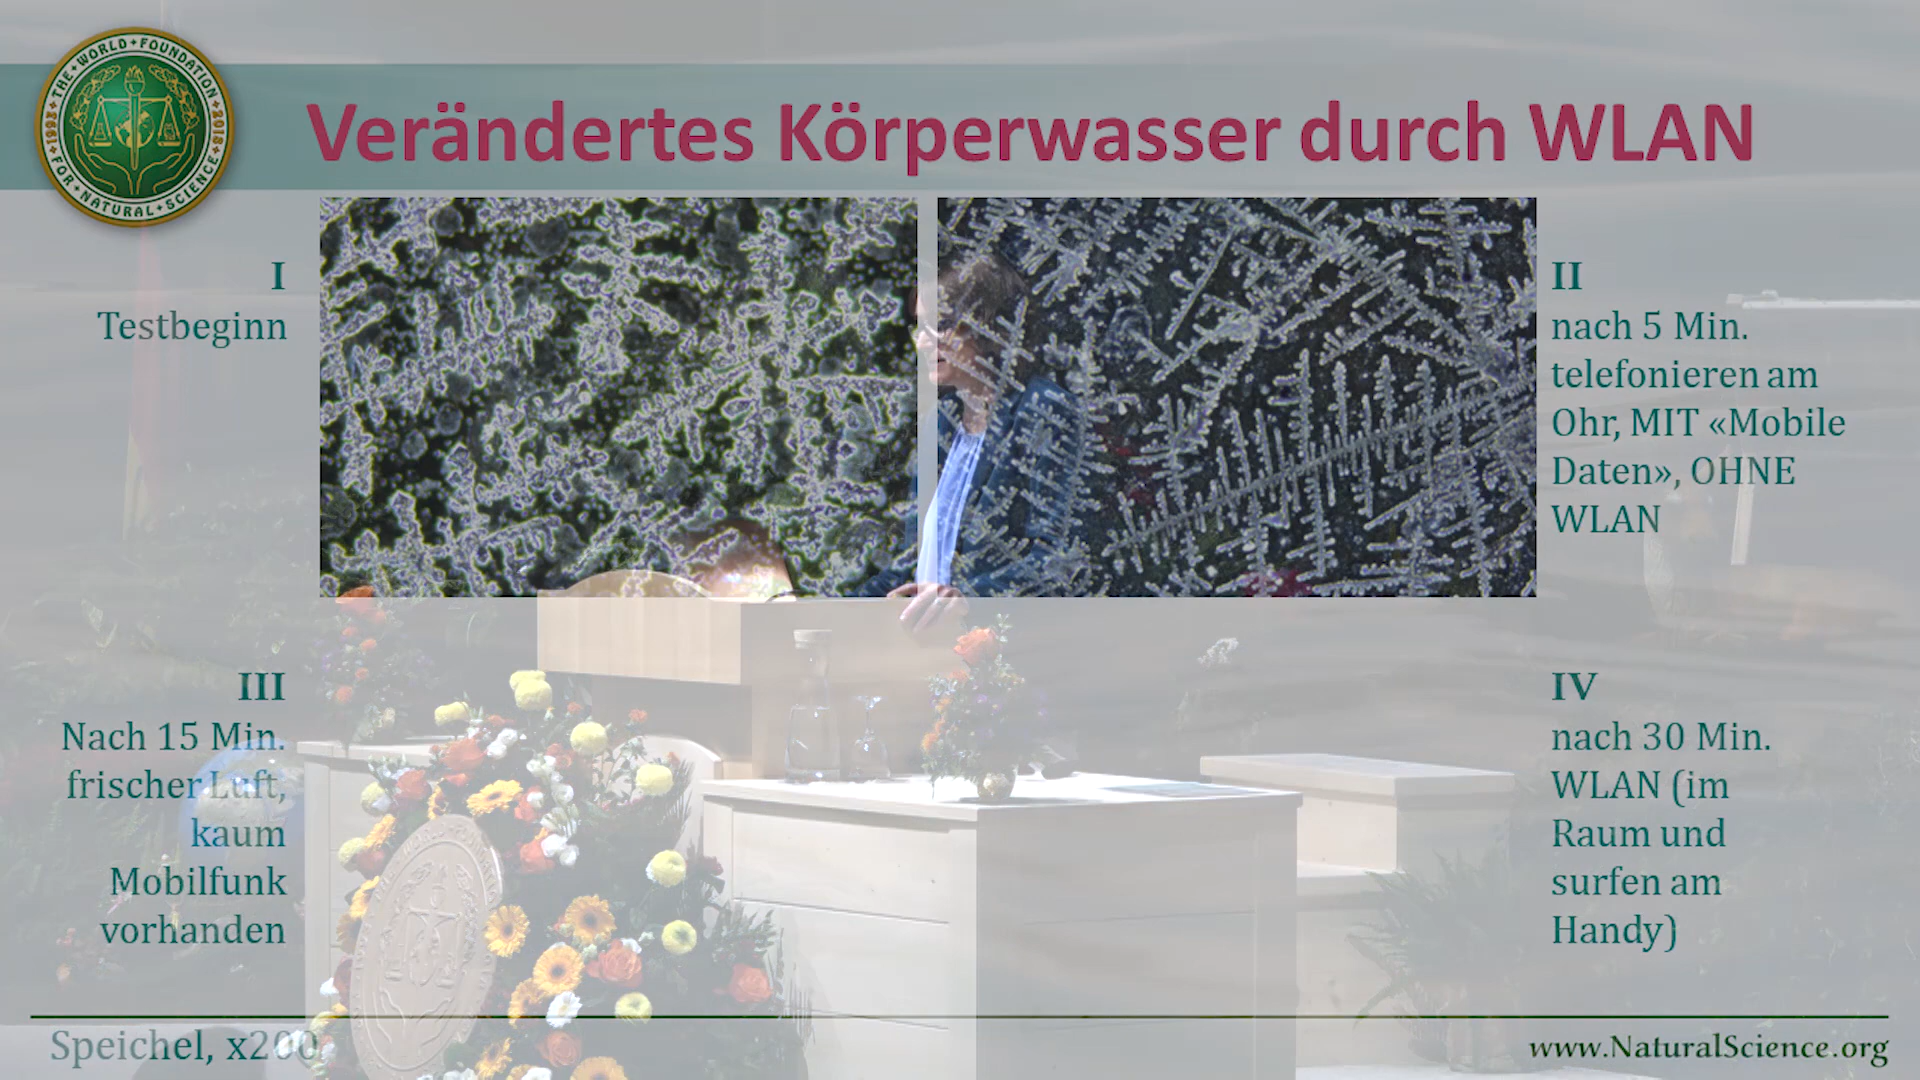 THE WORLD FOUNDATION
1992 2018
FOR NATURAL SCIENCE
Verändertes Körperwasser durch WLAN
I
Testbeginn
II
nach 5 Min.
telefonieren am
Ohr, MIT «Mobile
Daten», OHNE
WLAN
III
Nach 15 Min.
frischer Luft,
kaum
Mobilfunk
vorhanden
IV
nach 30 Min.
WLAN (im
Raum und
surfen am
Handy)
Speichel, x200
www.NaturalScience.org